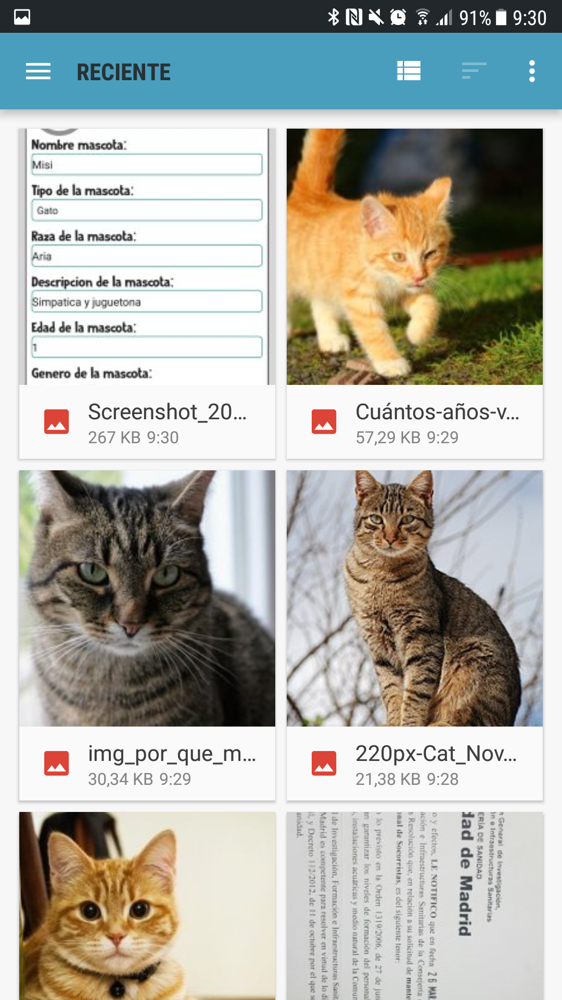 91% 9:30
RECIENTE
Nombre mascota:
Misi
Tipo de la mascota:
Gato
Raza de la mascota:
Aria
Descripcion de la mascota:
Simpatica y juguetona
Edad de la mascota:
1
Genero de la mascota:
Screenshot_20...
267 KB 9:30
Cuántos-años-v...
57,29 KB 9:29
img_por_que_m...
30,34 KB 9:29
220px-Cat_Nov...
21,38 KB 9:28
n General de Investigación,
ón e Infraestructuras Sanitarias
ERÍA DE SANIDAD
dad de Madrid
o y efectos, LE NOTIFICO que en fecha 26 MAR
ación e Infraestructuras Sanitarias de la Consejería
a Resolución que, en relación a su solicitud de mante
onal de Socorristas, es del siguiente tenor:
lo previsto en la Orden 1319/2006, de 27 de jun
an garantizar los niveles de formación del personal
, instalaciones acuáticas y medio natural de la Comun
l de Investigación, Formación e Infraestructuras Sanit
Madrid es competente para resolver en virtud de lo di
y Decreto 112/2012, de 11 de octubre por el que s
anidad.